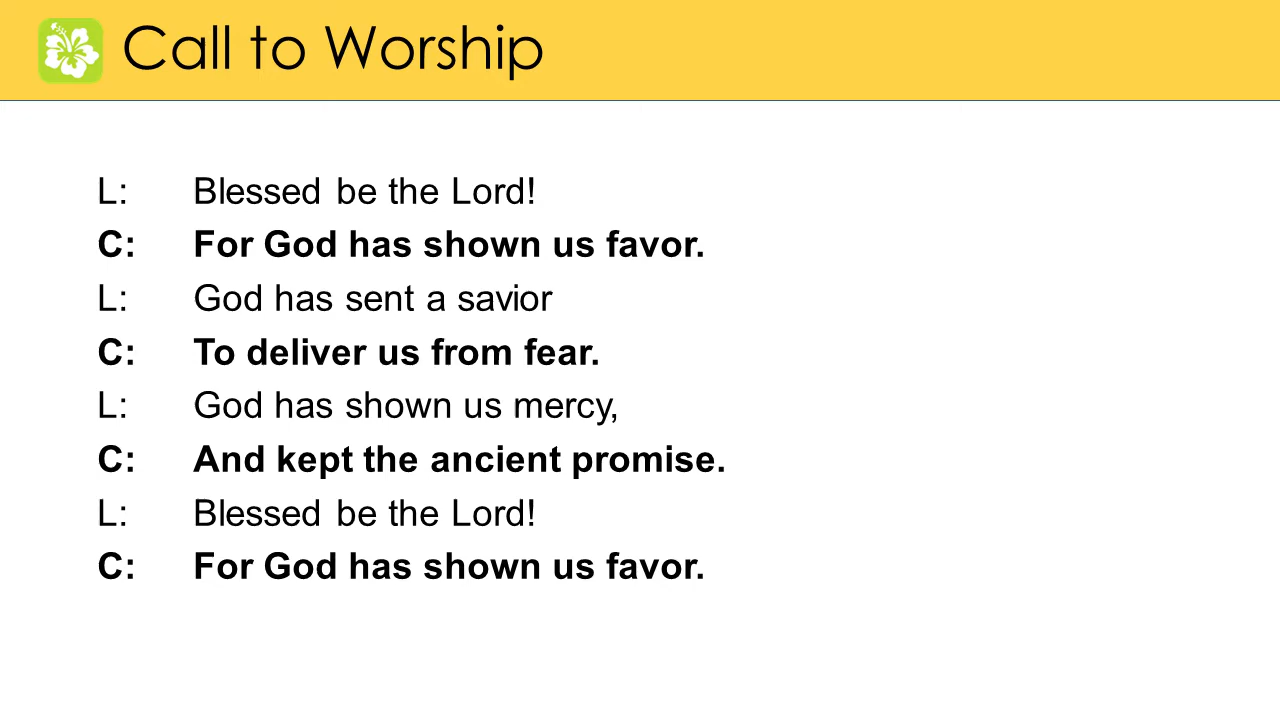 Call to Worship
L: Blessed be the Lord!
C: For God has shown us favor.
L: God has sent a savior
C: To deliver us from fear.
L: God has shown us mercy,
C: And kept the ancient promise.
L: Blessed be the Lord!
C: For God has shown us favor.